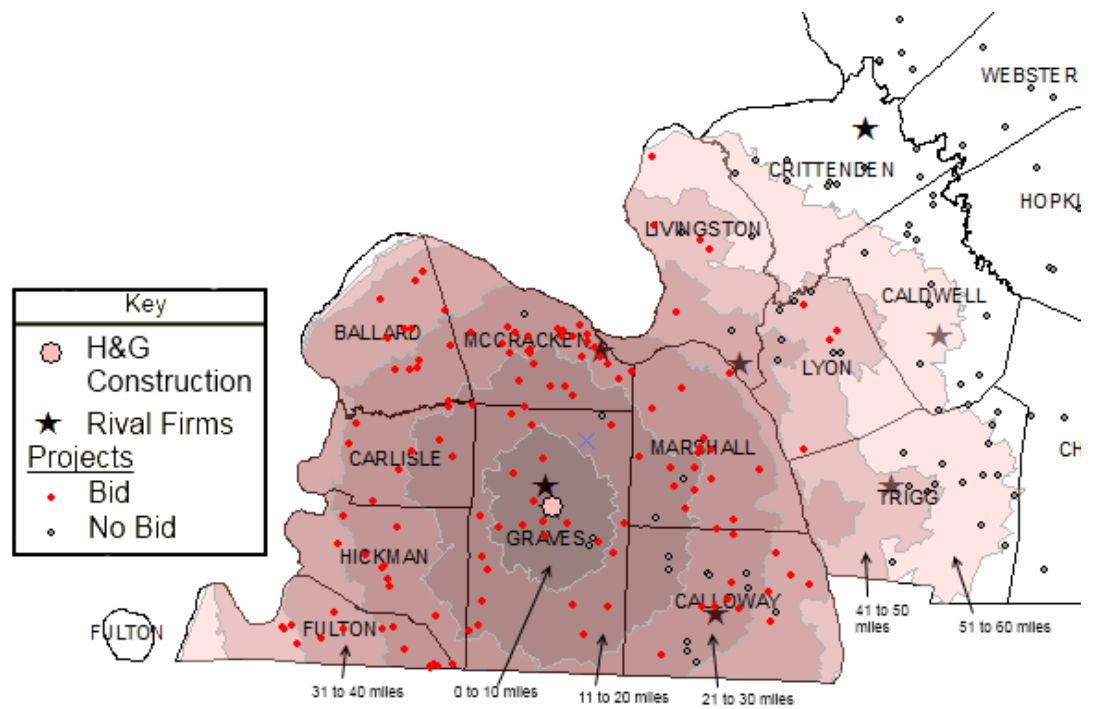 WEBSTER
CRITTENDEN
HOPKI
LIVINGSTON
Key
H&G
Construction
Rival Firms
Projects
Bid
No Bid
CALDWELL
BALLARD
MCCRACKEN
LYON
CARLISLE
MARSHALL
CH
TRIGG
GRAVES
HICKMAN
CALLOWAY
FULTON
FULTON
41 to 50
miles
51 to 60 miles
31 to 40 miles
0 to 10 miles
11 to 20 miles
21 to 30 miles